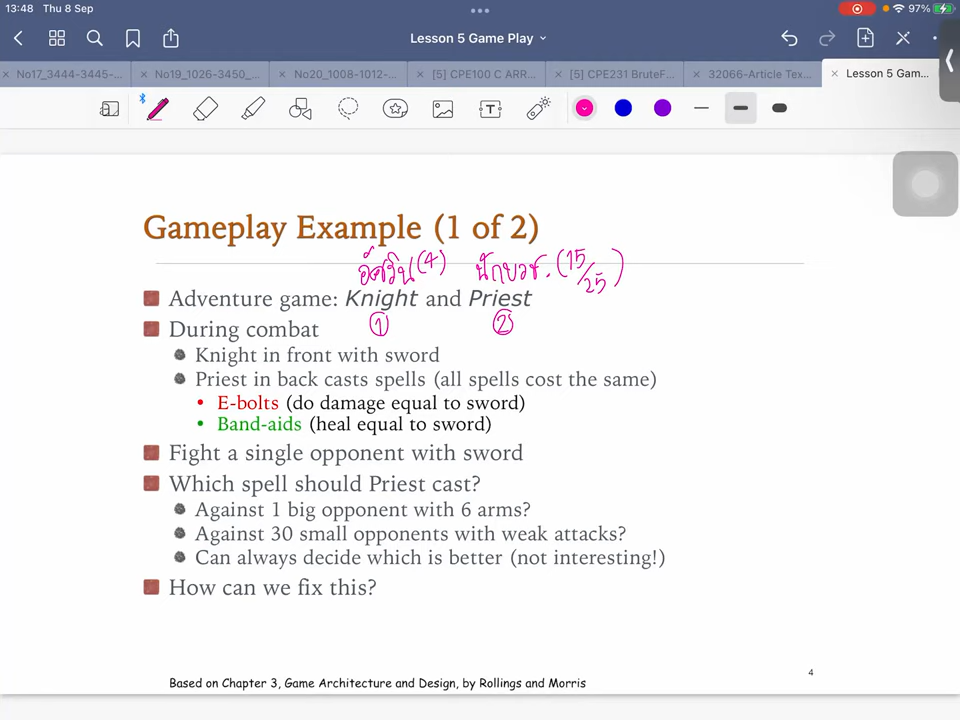 13:48 Thu 8 Sep
97%
Lesson 5 Game Play
No17_3444-3445-...
No19_1026-3450_...
No20_1008-1012-...
[5] CPE100 C ARR...
[5] CPE231 BruteF...
32066-Article Tex...
Lesson 5 Gam...
Gameplay Example (1 of 2)
อัศวิน (4) นักบวช. (15/25)
Adventure game: Knight and Priest
① ②
During combat
Knight in front with sword
Priest in back casts spells (all spells cost the same)
E-bolts (do damage equal to sword)
Band-aids (heal equal to sword)
Fight a single opponent with sword
Which spell should Priest cast?
Against 1 big opponent with 6 arms?
Against 30 small opponents with weak attacks?
Can always decide which is better (not interesting!)
How can we fix this?
Based on Chapter 3, Game Architecture and Design, by Rollings and Morris
4